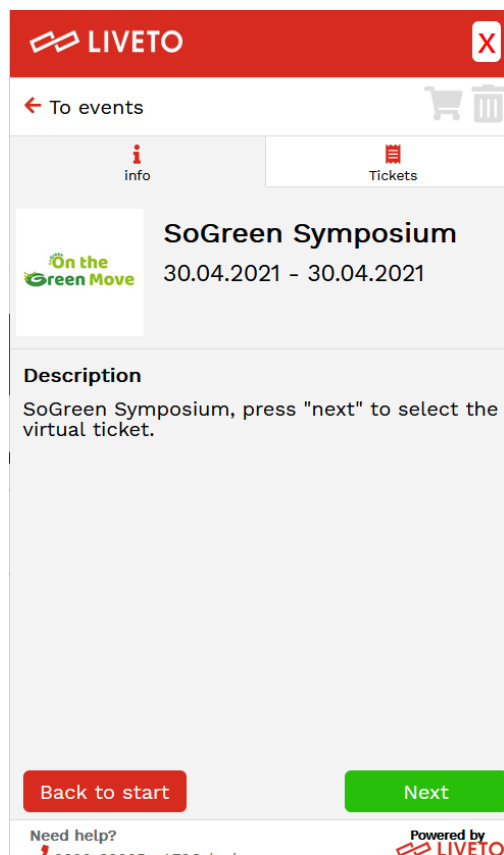 LIVETO
X
To events
info
Tickets
On the
Green Move
SoGreen Symposium
30.04.2021 - 30.04.2021
Description
SoGreen Symposium, press "next" to select the
virtual ticket.
Back to start
Next
Need help?
Powered by
LIVETO